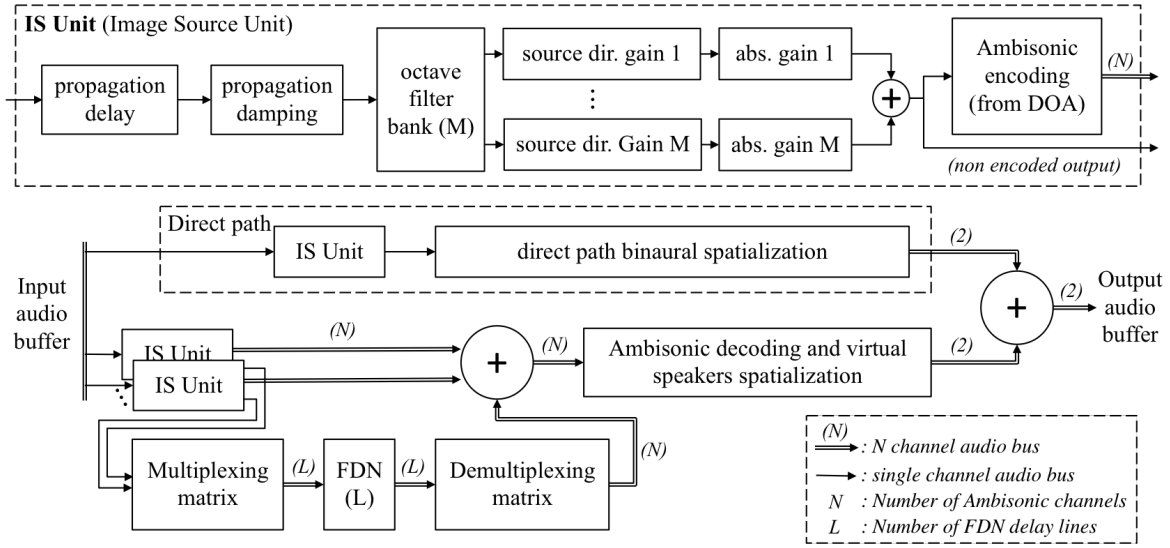 IS Unit (Image Source Unit)
propagation
delay
propagation
damping
octave
filter
bank (M)
source dir. gain 1
abs. gain 1
⋮
source dir. Gain M
abs. gain M
+
Ambisonic
encoding
(from DOA)
(N)
(non encoded output)
Direct path
IS Unit
direct path binaural spatialization
(2)
Input
audio
buffer
+
(2)
Output
audio
buffer
IS Unit
(N)
IS Unit
+
(N)
Ambisonic decoding and virtual
speakers spatialization
(2)
Multiplexing
matrix
(L)
FDN
(L)
(L)
Demultiplexing
matrix
(N)
(N)
: N channel audio bus
: single channel audio bus
N : Number of Ambisonic channels
L : Number of FDN delay lines